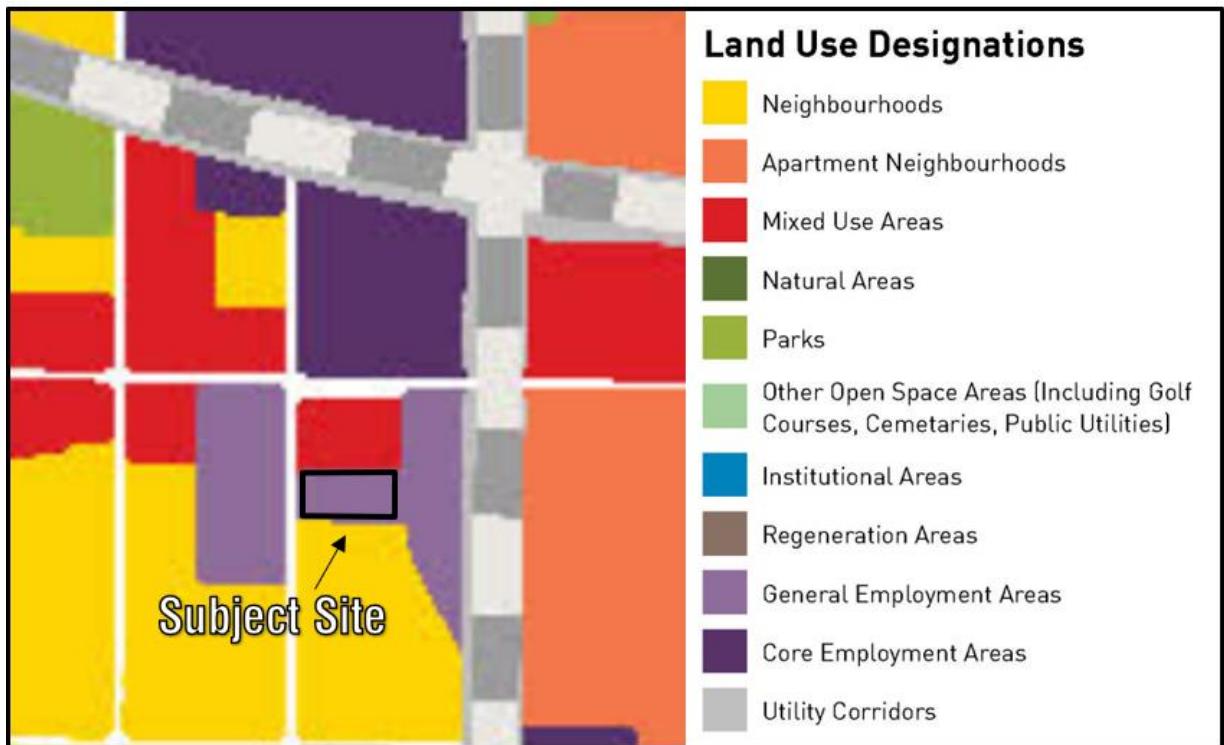 Land Use Designations
Neighbourhoods
Apartment Neighbourhoods
Mixed Use Areas
Natural Areas
Parks
Other Open Space Areas (Including Golf
Courses, Cemetaries, Public Utilities)
Institutional Areas
Regeneration Areas
General Employment Areas
Core Employment Areas
Utility Corridors
Subject Site